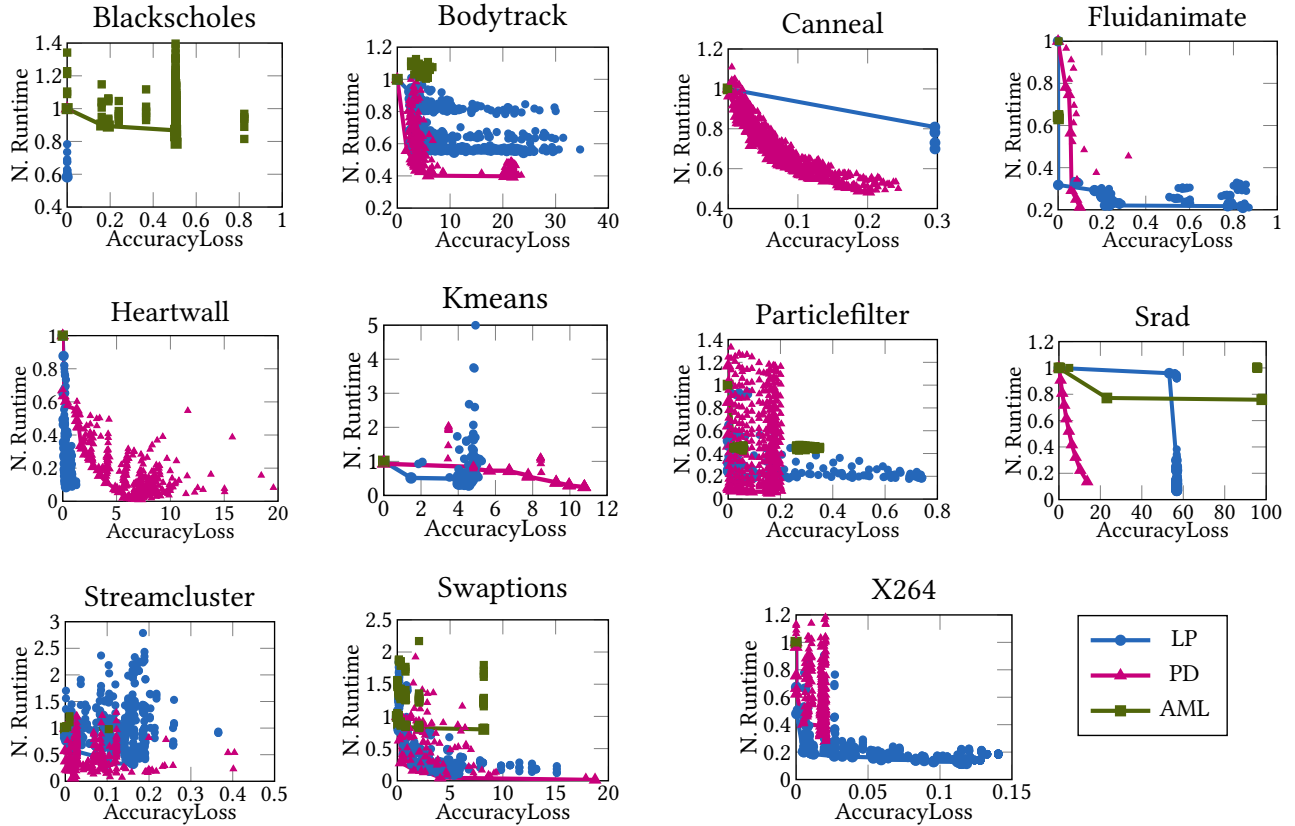 Blackscholes
1.4
1.2
1
0.8
0.6
0.4
N. Runtime
0 0.2 0.4 0.6 0.8 1
AccuracyLoss
Bodytrack
1.2
1
0.8
0.6
0.4
0.2
N. Runtime
0 10 20 30 40
AccuracyLoss
Canneal
1.2
1
0.8
0.6
0.4
N. Runtime
0 0.1 0.2 0.3
AccuracyLoss
Fluidanimate
1
0.8
0.6
0.4
0.2
N. Runtime
0 0.2 0.4 0.6 0.8 1
AccuracyLoss
Heartwall
1
0.8
0.6
0.4
0.2
0
N. Runtime
0 5 10 15 20
AccuracyLoss
Kmeans
5
4
3
2
1
0
N. Runtime
0 2 4 6 8 10 12
AccuracyLoss
Particlefilter
1.4
1.2
1
0.8
0.6
0.4
0.2
0
N. Runtime
0 0.2 0.4 0.6 0.8
AccuracyLoss
Srad
1.2
1
0.8
0.6
0.4
0.2
0
N. Runtime
0 20 40 60 80 100
AccuracyLoss
Streamcluster
3
2.5
2
1.5
1
0.5
0
N. Runtime
0 0.1 0.2 0.3 0.4 0.5
AccuracyLoss
Swaptions
2.5
2
1.5
1
0.5
0
N. Runtime
0 5 10 15 20
AccuracyLoss
X264
1.2
1
0.8
0.6
0.4
0.2
0
N. Runtime
0 0.05 0.1 0.15
AccuracyLoss
LP
PD
AML